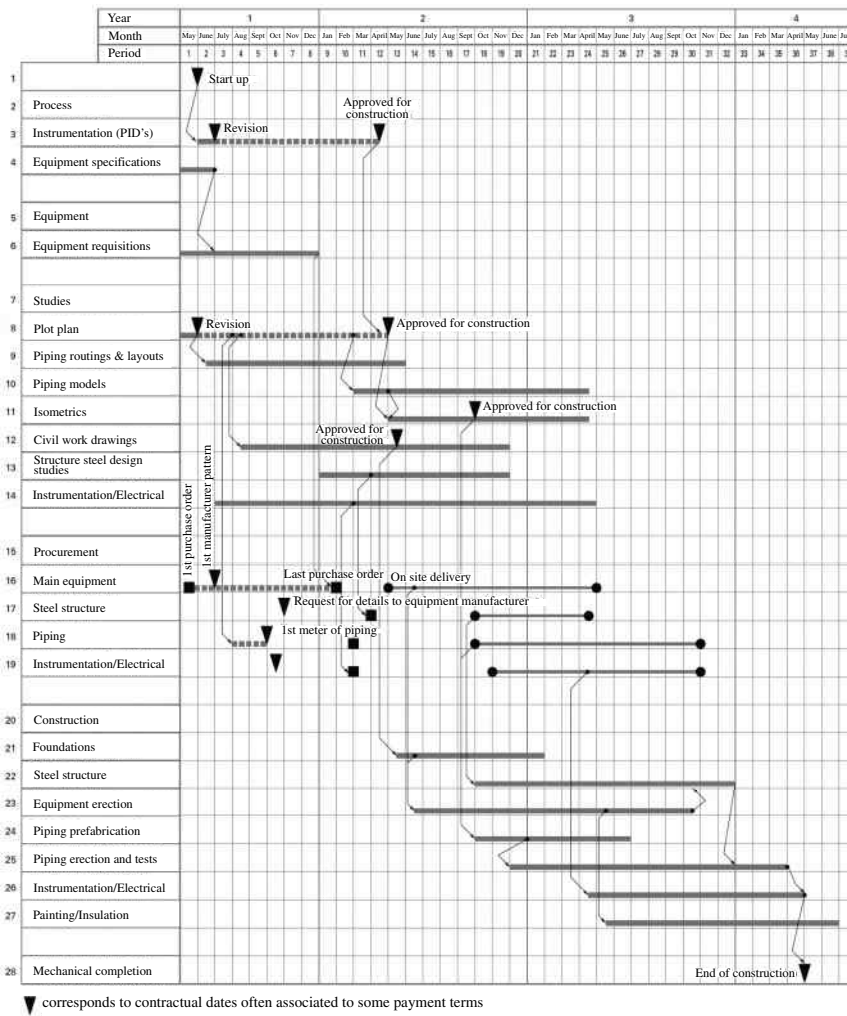 Year 1 2 3 4
Month May June July Aug Sept Oct Nov Dec Jan Feb Mar April May June July Aug Sept Oct Nov Dec Jan Feb Mar April May June July Aug Sept Oct Nov Dec Jan Feb Mar April May June July
Period 1 2 3 4 5 6 7 8 9 10 11 12 13 14 15 16 17 18 19 20 21 22 23 24 25 26 27 28 29 30 31 32 33 34 35 36 37 38
1 Start up
2 Process
Approved for
construction
3 Instrumentation (PID's) Revision
4 Equipment specifications
5 Equipment
6 Equipment requisitions
7 Studies
8 Plot plan Revision Approved for construction
9 Piping routings & layouts
10 Piping models
11 Isometrics Approved for construction
12 Civil work drawings Approved for
construction
13 Structure steel design
studies
14 Instrumentation/Electrical
1st purchase order
1st manufacturer pattern
15 Procurement
16 Main equipment Last purchase order On site delivery
17 Steel structure Request for details to equipment manufacturer
18 Piping 1st meter of piping
19 Instrumentation/Electrical
20 Construction
21 Foundations
22 Steel structure
23 Equipment erection
24 Piping prefabrication
25 Piping erection and tests
26 Instrumentation/Electrical
27 Painting/Insulation
28 Mechanical completion End of construction
corresponds to contractual dates often associated to some payment terms